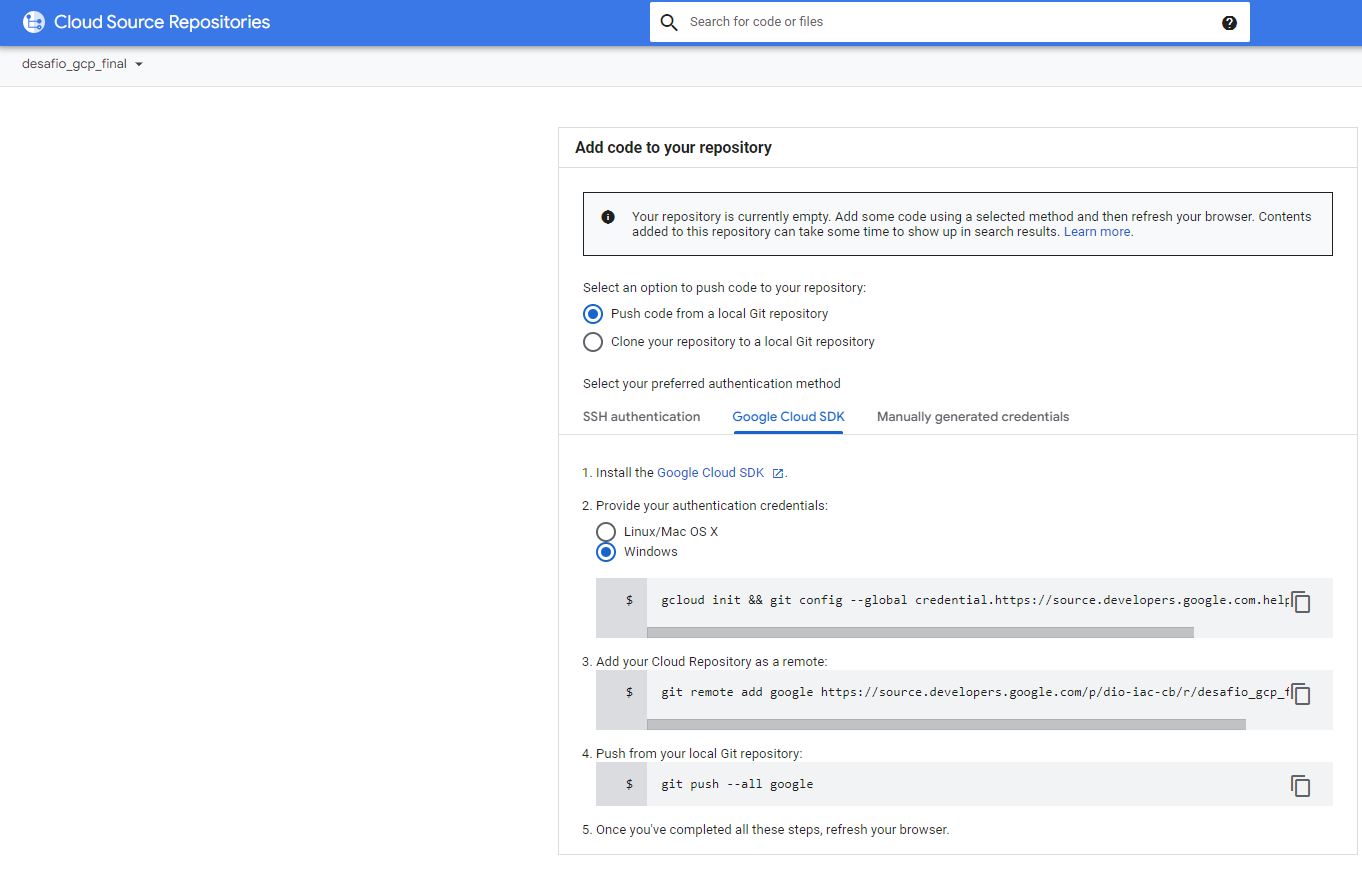 Cloud Source Repositories
Search for code or files
desafio_gcp_final
Add code to your repository
Your repository is currently empty. Add some code using a selected method and then refresh your browser. Contents
added to this repository can take some time to show up in search results. Learn more.
Select an option to push code to your repository:
Push code from a local Git repository
Clone your repository to a local Git repository
Select your preferred authentication method
SSH authentication Google Cloud SDK Manually generated credentials
1. Install the Google Cloud SDK .
2. Provide your authentication credentials:
Linux/Mac OS X
Windows
$ gcloud init && git config --global credential.https://source.developers.google.com.help
3. Add your Cloud Repository as a remote:
$ git remote add google https://source.developers.google.com/p/dio-iac-cb/r/desafio_gcp_f
4. Push from your local Git repository:
$ git push --all google
5. Once you've completed all these steps, refresh your browser.